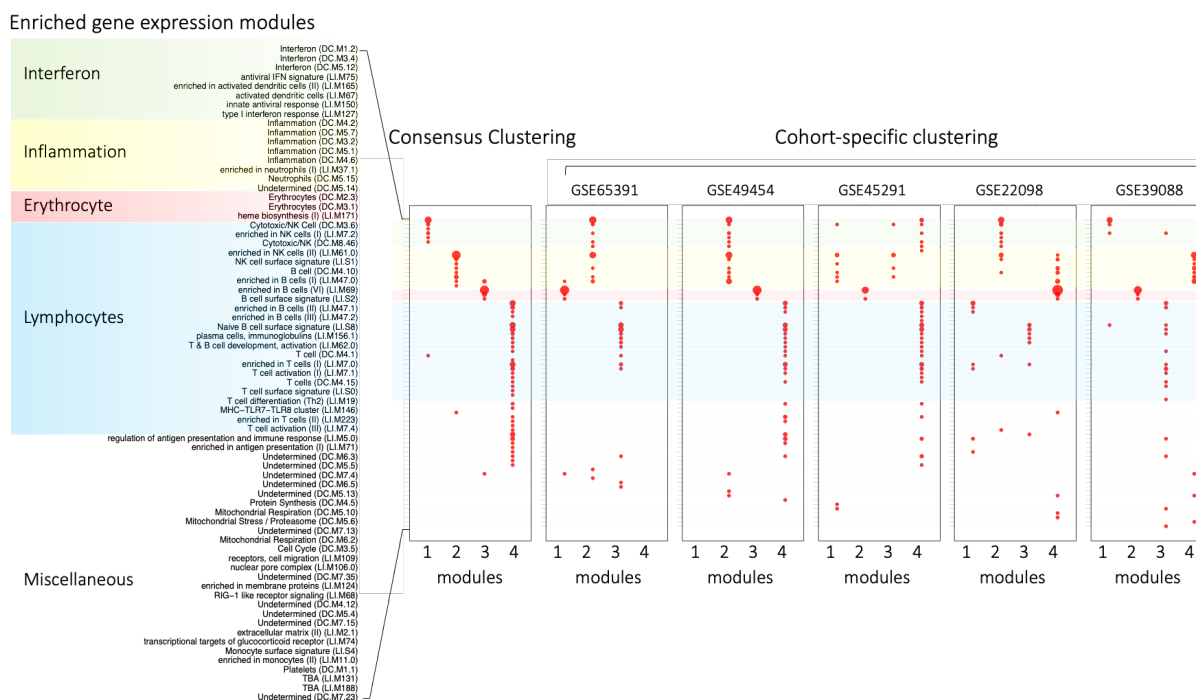 Enriched gene expression modules
Interferon
Interferon (DC.M1.2)
Interferon (DC.M3.4)
Interferon (DC.M5.12)
antiviral IFN signature (LI.M75)
enriched in activated dendritic cells (II) (LI.M165)
activated dendritic cells (LI.M67)
innate antiviral response (LI.M150)
type I interferon response (LI.M127)
Inflammation
Inflammation (DC.M4.2)
Inflammation (DC.M5.7)
Inflammation (DC.M3.2)
Inflammation (DC.M5.1)
Inflammation (DC.M4.6)
enriched in neutrophils (I) (LI.M37.1)
Neutrophils (DC.M5.15)
Undetermined (DC.M5.14)
Erythrocyte
Erythrocytes (DC.M2.3)
Erythrocytes (DC.M3.1)
heme biosynthesis (I) (LI.M171)
Lymphocytes
Cytotoxic/NK Cell (DC.M3.6)
enriched in NK cells (I) (LI.M7.2)
Cytotoxic/NK (DC.M8.46)
enriched in NK cells (II) (LI.M61.0)
NK cell surface signature (LI.S1)
B cell (DC.M4.10)
enriched in B cells (I) (LI.M47.0)
enriched in B cells (VI) (LI.M69)
B cell surface signature (LI.S2)
enriched in B cells (II) (LI.M47.1)
enriched in B cells (III) (LI.M47.2)
Naive B cell surface signature (LI.S8)
plasma cells, immunoglobulins (LI.M156.1)
T & B cell development, activation (LI.M62.0)
T cell (DC.M4.1)
enriched in T cells (I) (LI.M7.0)
T cell activation (I) (LI.M7.1)
T cells (DC.M4.15)
T cell surface signature (LI.S0)
T cell differentiation (Th2) (LI.M19)
MHC−TLR7−TLR8 cluster (LI.M146)
enriched in T cells (II) (LI.M223)
T cell activation (III) (LI.M7.4)
Miscellaneous
regulation of antigen presentation and immune response (LI.M5.0)
enriched in antigen presentation (I) (LI.M71)
Undetermined (DC.M6.3)
Undetermined (DC.M5.5)
Undetermined (DC.M7.4)
Undetermined (DC.M6.5)
Undetermined (DC.M5.13)
Protein Synthesis (DC.M4.5)
Mitochondrial Respiration (DC.M5.10)
Mitochondrial Stress / Proteasome (DC.M5.6)
Undetermined (DC.M7.13)
Mitochondrial Respiration (DC.M6.2)
Cell Cycle (DC.M3.5)
receptors, cell migration (LI.M109)
nuclear pore complex (LI.M106.0)
Undetermined (DC.M7.35)
enriched in membrane proteins (LI.M124)
RIG−1 like receptor signaling (LI.M68)
Undetermined (DC.M4.12)
Undetermined (DC.M5.4)
Undetermined (DC.M7.15)
extracellular matrix (II) (LI.M2.1)
transcriptional targets of glucocorticoid receptor (LI.M74)
Monocyte surface signature (LI.S4)
enriched in monocytes (II) (LI.M11.0)
Platelets (DC.M1.1)
TBA (LI.M131)
TBA (LI.M188)
Undetermined (DC.M7.23)
Consensus Clustering
Cohort-specific clustering
GSE65391 GSE49454 GSE45291 GSE22098 GSE39088
1 2 3 4 1 2 3 4 1 2 3 4 1 2 3 4 1 2 3 4 1 2 3 4
modules modules modules modules modules modules